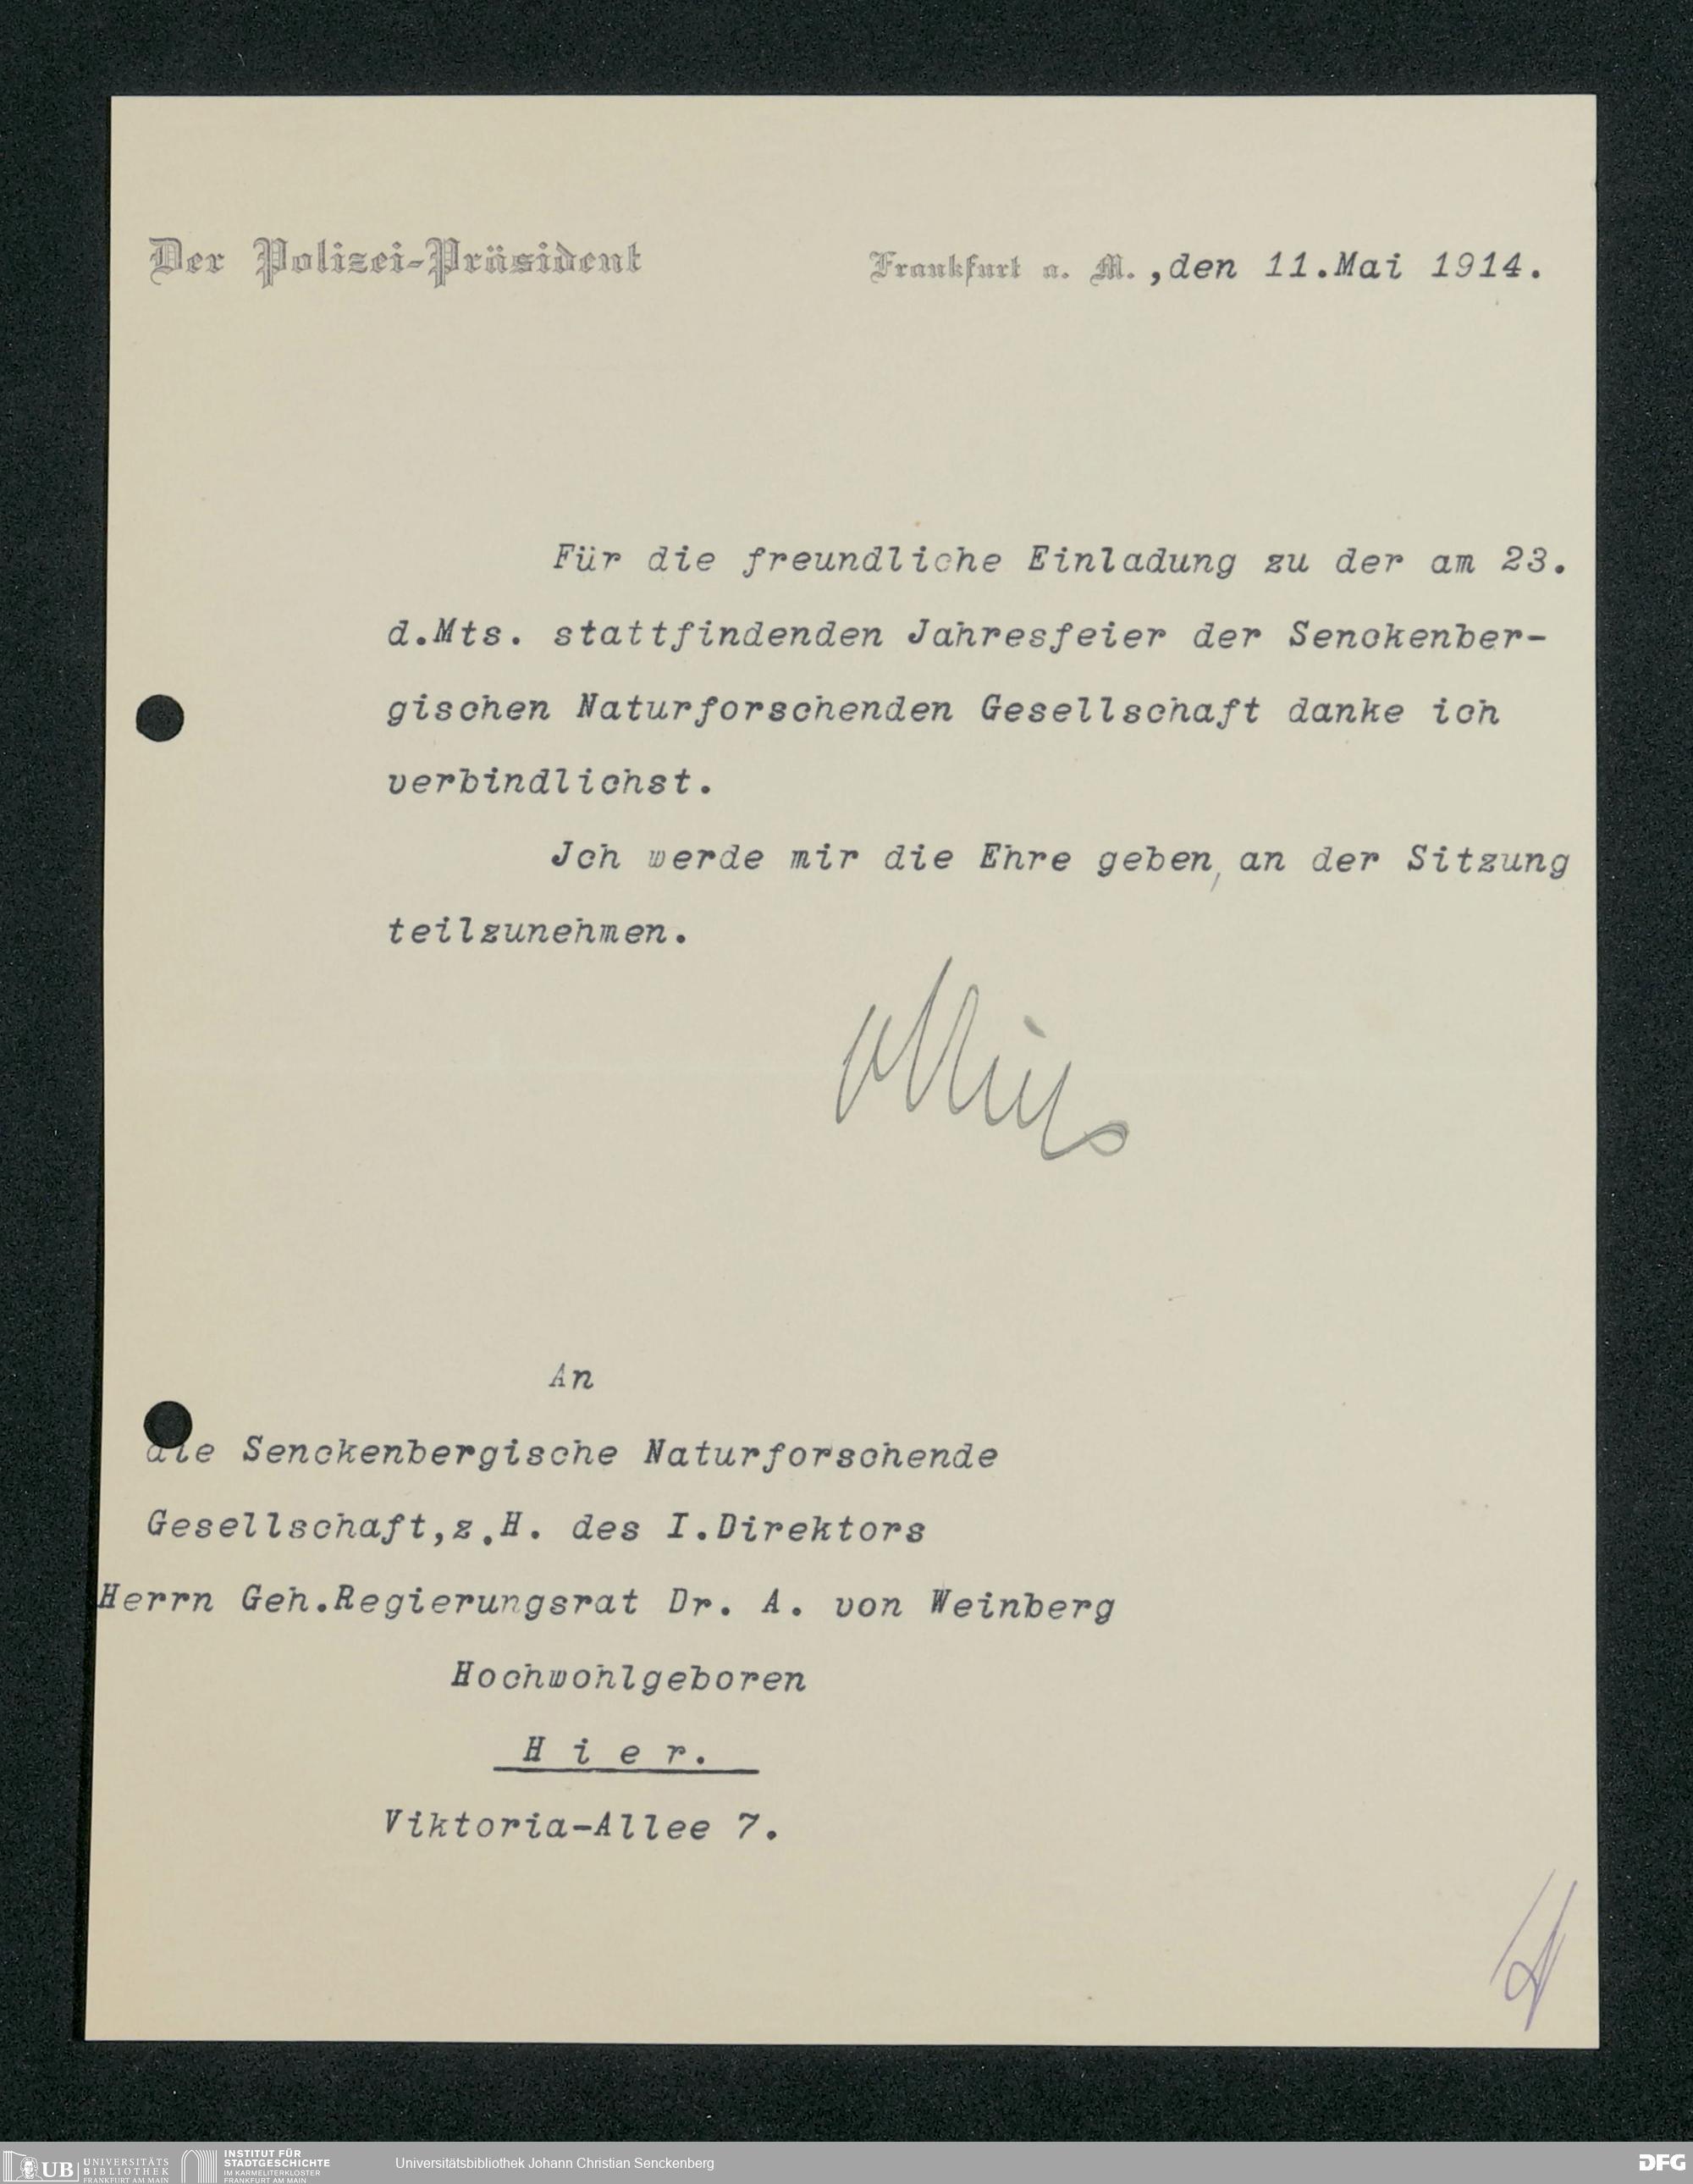 Der Polizei-Präsident
Frankfurt a. M. ,den 11.Mai 1914.
Für die freundliche Einladung zu der am 23.
d.Mts. stattfindenden Jahresfeier der Senckenber-
gischen Naturforschenden Gesellschaft danke ich
verbindlichst.
Jch werde mir die Ehre geben, an der Sitzung
teilzunehmen.
An
die Senckenbergische Naturforschende
Gesellschaft,z.H. des I.Direktors
Herrn Geh.Regierungsrat Dr. A. von Weinberg
Hochwohlgeboren
H i e r.
Viktoria-Allee 7.
UB UNIVERSITÄTS
BIBLIOTHEK
FRANKFURT AM MAIN
INSTITUT FÜR
STADTGESCHICHTE
IM KARMELITERKLOSTER
FRANKFURT AM MAIN
Universitätsbibliothek Johann Christian Senckenberg
DFG